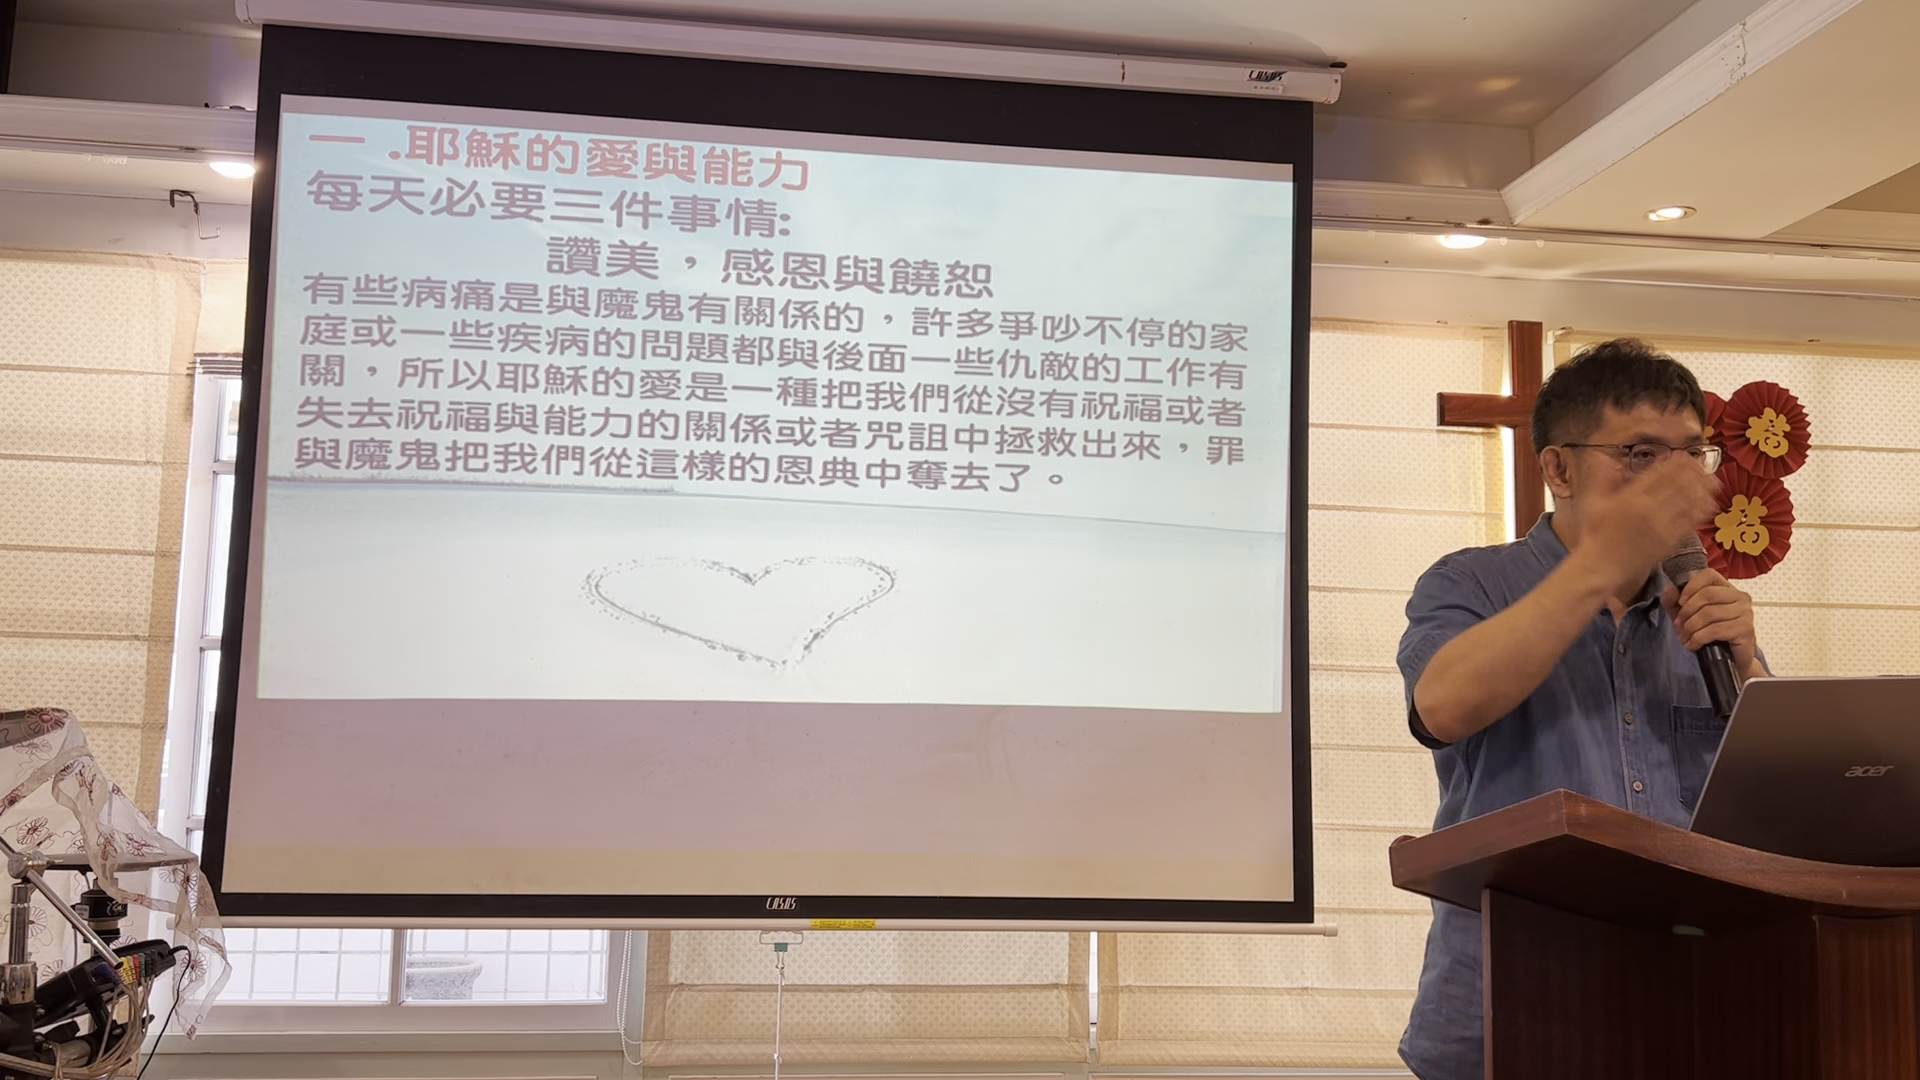 一 .耶穌的愛與能力
每天必要三件事情:
讚美，感恩與饒恕
有些病痛是與魔鬼有關係的，許多爭吵不停的家
庭或一些疾病的問題都與後面一些仇敵的工作有
關，所以耶穌的愛是一種把我們從沒有祝福或者
失去祝福與能力的關係或者咒詛中拯救出來，罪
與魔鬼把我們從這樣的恩典中奪去了。
福
福
acer